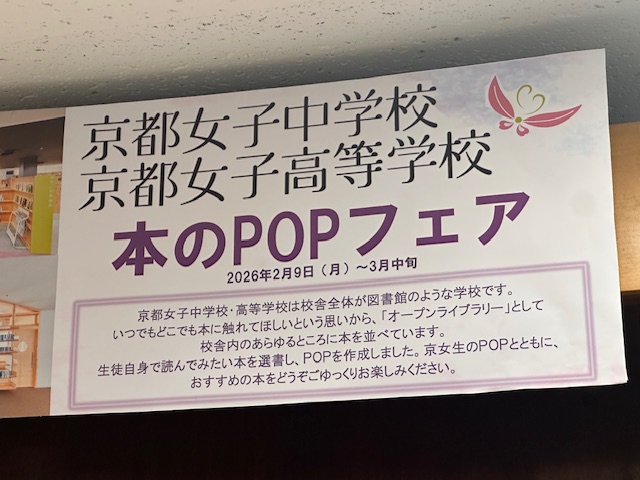 京都女子中学校
京都女子高等学校
本のPOPフェア
2026年2月9日（月）～3月中旬
京都女子中学校・高等学校は校舎全体が図書館のような学校です。
いつでもどこでも本に触れてほしいという思いから、「オープンライブラリー」として
校舎内のあらゆるところに本を並べています。
生徒自身で読んでみたい本を選書し、POPを作成しました。京女生のPOPとともに、
おすすめの本をどうぞごゆっくりお楽しみください。